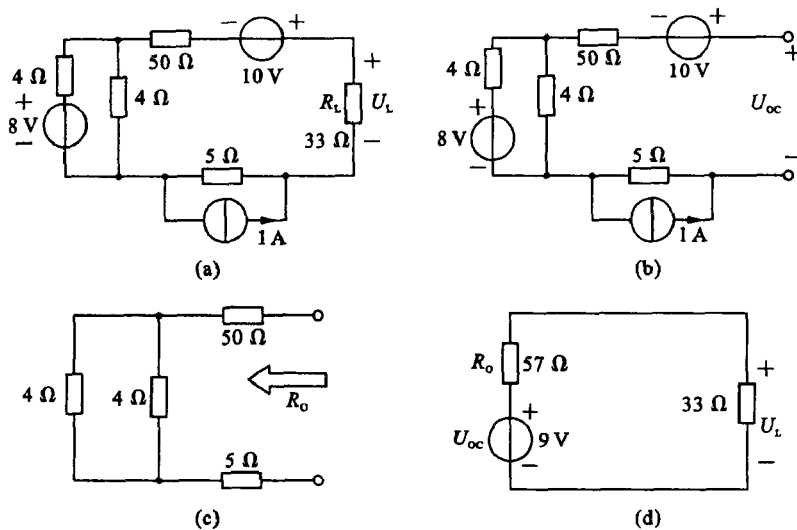 − +
50 Ω
10 V
4 Ω
4 Ω
+
8 V
−
+
R_L U_L
33 Ω −
5 Ω
1 A
(a)
− +
50 Ω
10 V
+
4 Ω
4 Ω
+
8 V
−
U_oc
−
5 Ω
1 A
(b)
50 Ω
4 Ω
4 Ω
R_O
5 Ω
(c)
R_O 57 Ω
+
33 Ω
U_L
−
+
U_oc 9 V
−
(d)